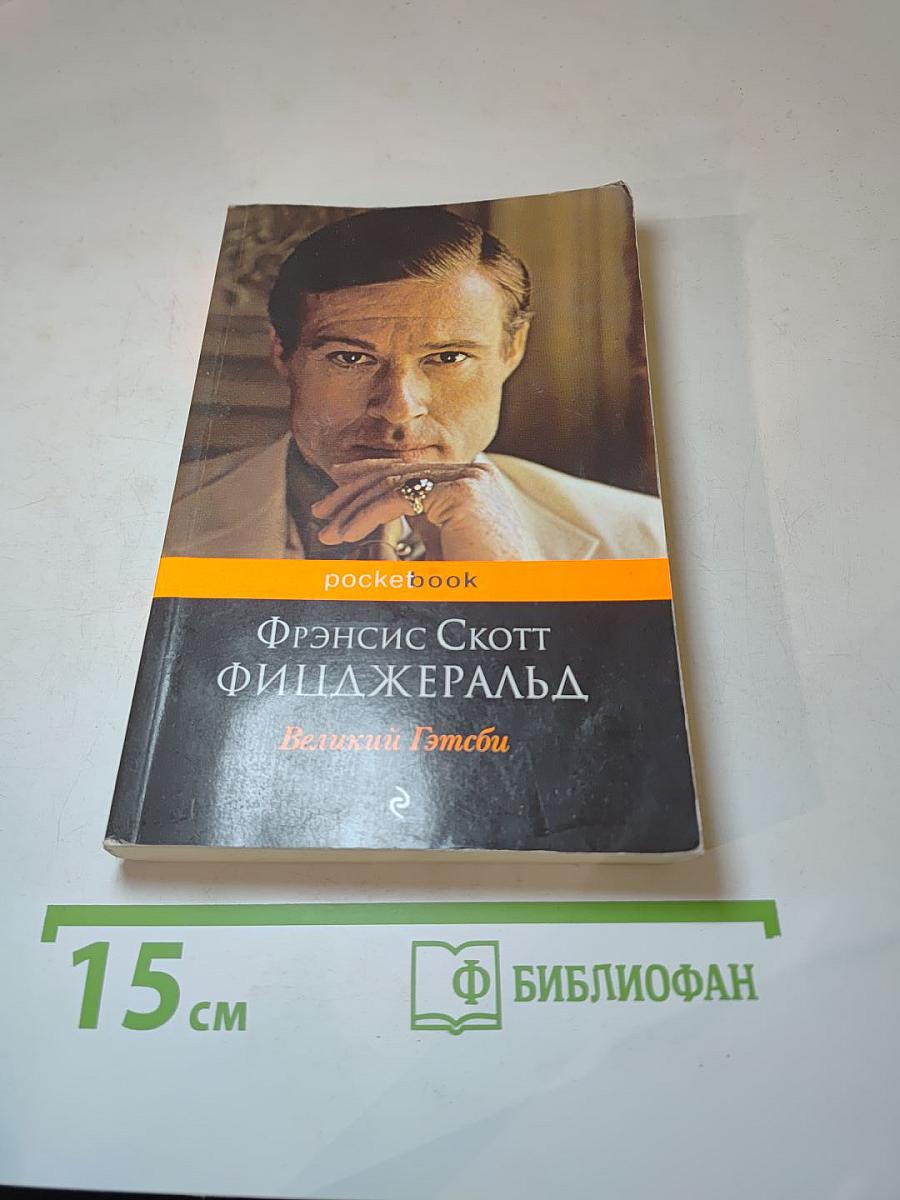 pocketbook
Фрэнсис Скотт
ФИЦДЖЕРАЛЬД
Великий Гэтсби
15 см
Ф БИБЛИОФАН